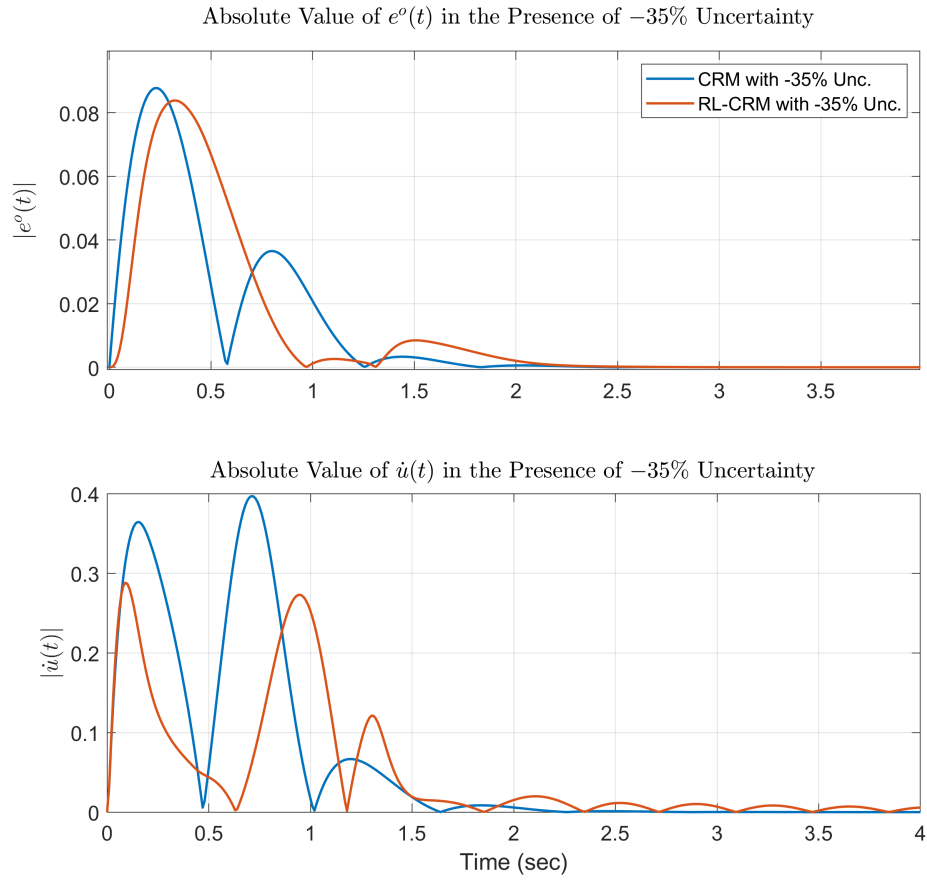 Absolute Value of e^o(t) in the Presence of −35% Uncertainty
CRM with -35% Unc.
RL-CRM with -35% Unc.
|e^o(t)|
0.08
0.06
0.04
0.02
0
0 0.5 1 1.5 2 2.5 3 3.5
Absolute Value of u̇(t) in the Presence of −35% Uncertainty
|u̇(t)|
0.4
0.3
0.2
0.1
0
0 0.5 1 1.5 2 2.5 3 3.5 4
Time (sec)